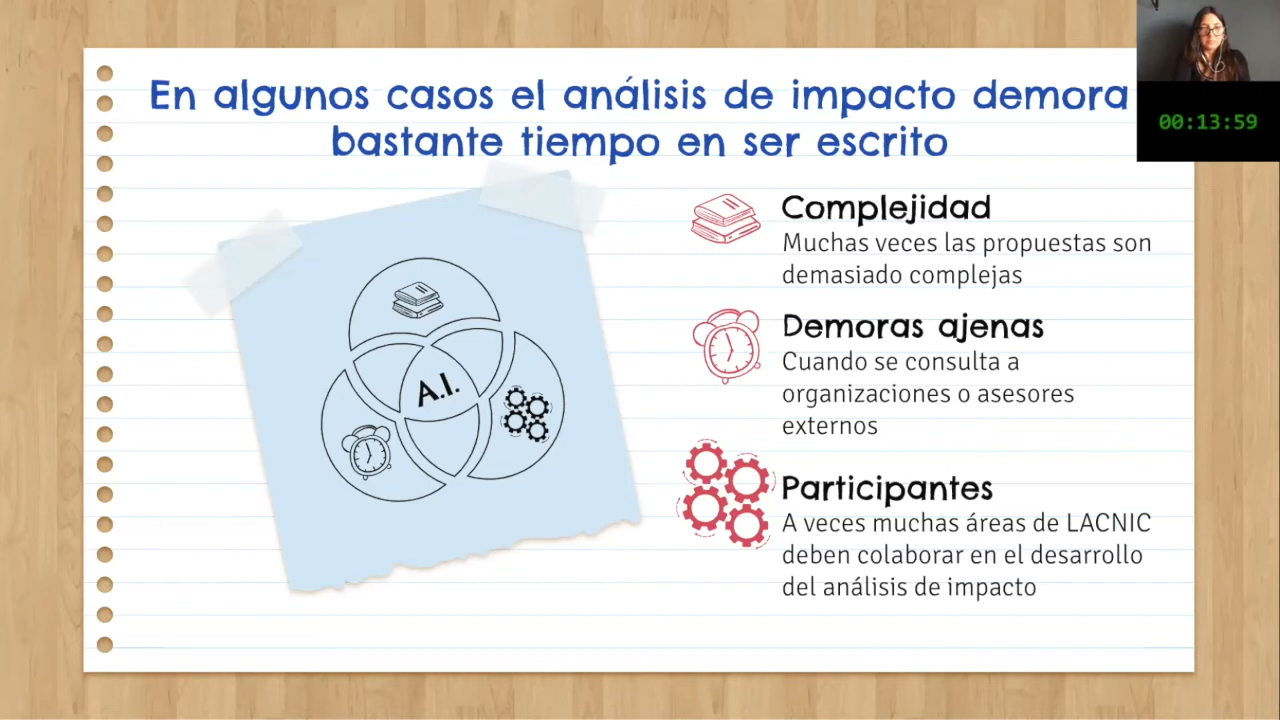 En algunos casos el análisis de impacto demora
bastante tiempo en ser escrito
00:13:59
A.I.
Complejidad
Muchas veces las propuestas son
demasiado complejas
Demoras ajenas
Cuando se consulta a
organizaciones o asesores
externos
Participantes
A veces muchas áreas de LACNIC
deben colaborar en el desarrollo
del análisis de impacto